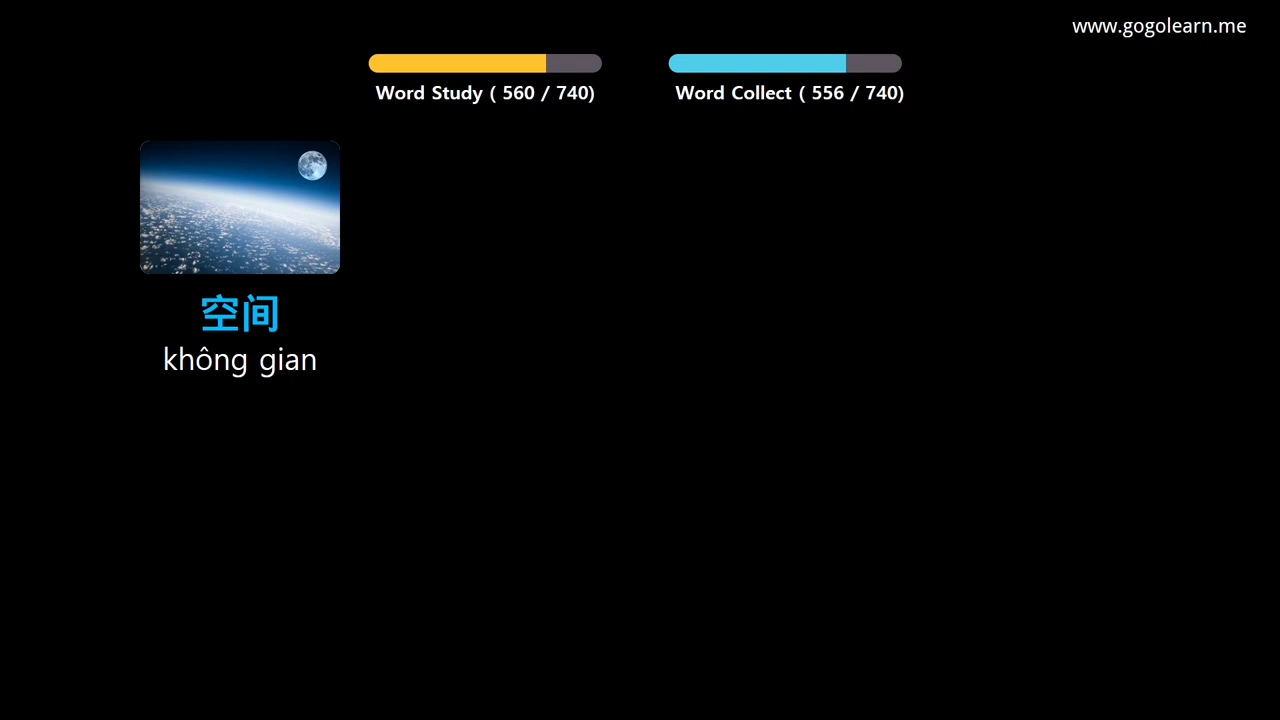 www.gogolearn.me
Word Study ( 560 / 740)
Word Collect ( 556 / 740)
空间
không gian